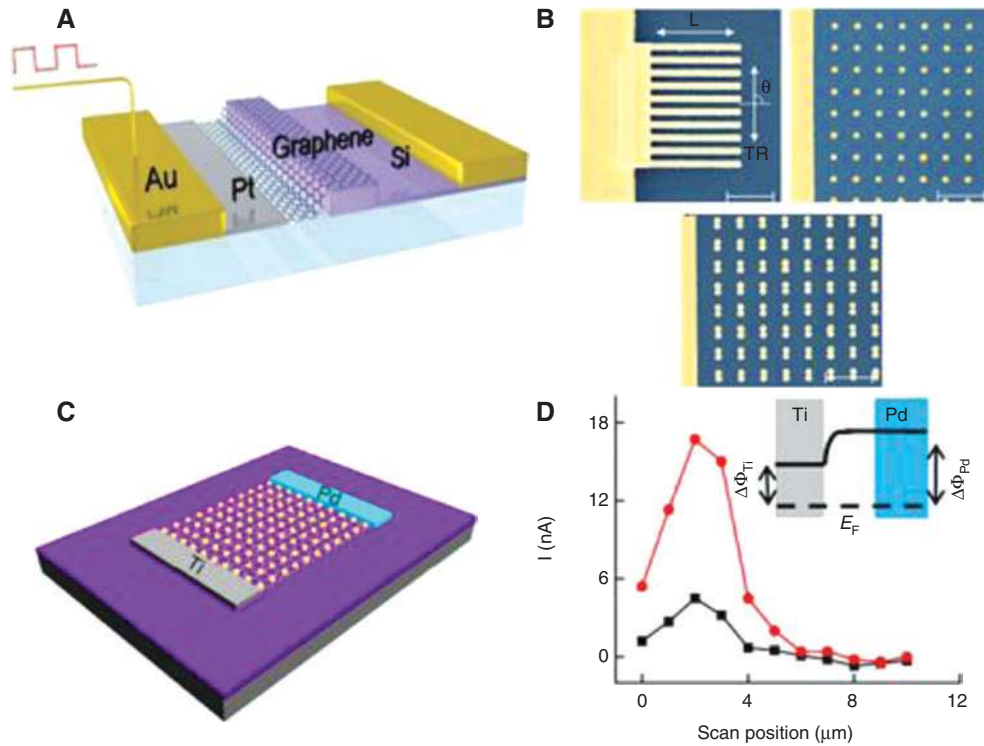 A
Au
Pt
Graphene
Si
B
L
θ
TR
C
Ti
Pd
D
18
12
6
0
I (nA)
Ti
Pd
ΔΦTi
ΔΦPd
EF
0
4
8
12
Scan position (μm)